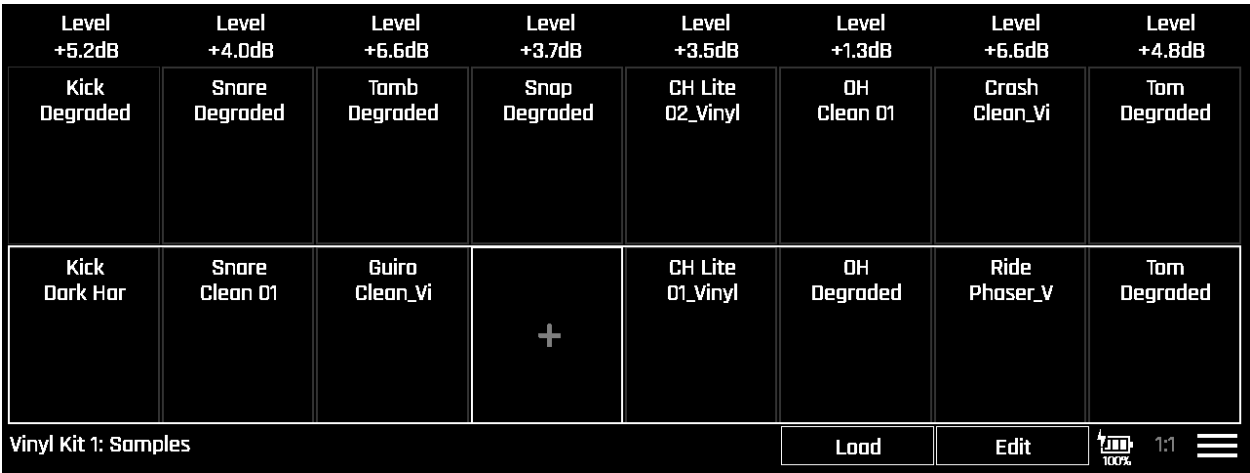 Level Level Level Level Level Level Level Level
+5.2dB +4.0dB +6.6dB +3.7dB +3.5dB +1.3dB +6.6dB +4.8dB
Kick Snare Tamb Snap CH Lite OH Crash Tom
Degraded Degraded Degraded Degraded 02_Vinyl Clean 01 Clean_Vi Degraded
Kick Snare Guiro CH Lite OH Ride Tom
Dark Har Clean 01 Clean_Vi 01_Vinyl Degraded Phaser_V Degraded
+
Vinyl Kit 1: Samples Load Edit 100% 1:1